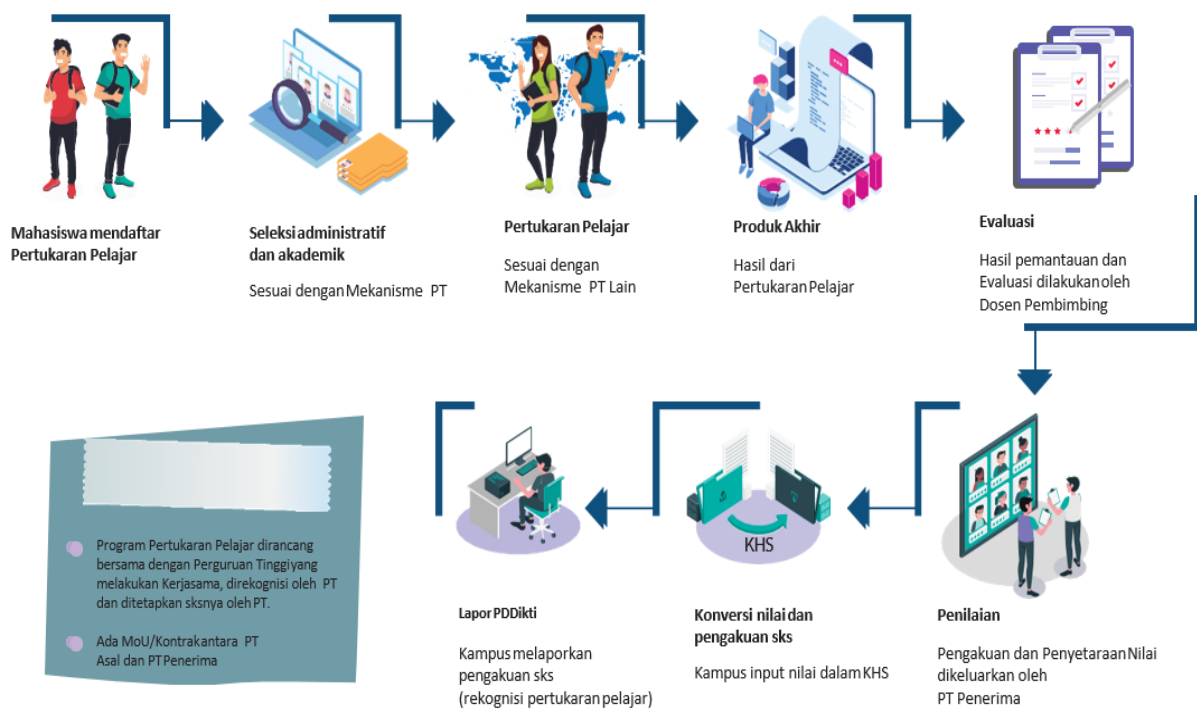 Mahasiswa mendaftar
Pertukaran Pelajar
Seleksi administratif
dan akademik
Sesuai dengan Mekanisme PT
Pertukaran Pelajar
Sesuai dengan
Mekanisme PT Lain
Produk Akhir
Hasil dari
Pertukaran Pelajar
Evaluasi
Hasil pemantauan dan
Evaluasi dilakukan oleh
Dosen Pembimbing
Penilaian
Pengakuan dan Penyetaraan Nilai
dikeluarkan oleh
PT Penerima
KHS
Konversi nilai dan
pengakuan sks
Kampus input nilai dalam KHS
Lapor PDDikti
Kampus melaporkan
pengakuan sks
(rekognisi pertukaran pelajar)
Program Pertukaran Pelajar dirancang
bersama dengan Perguruan Tinggiyang
melakukan Kerjasama, direkognisi oleh PT
dan ditetapkan sksnya oleh PT.
Ada MoU/Kontrakantara PT
Asal dan PT Penerima